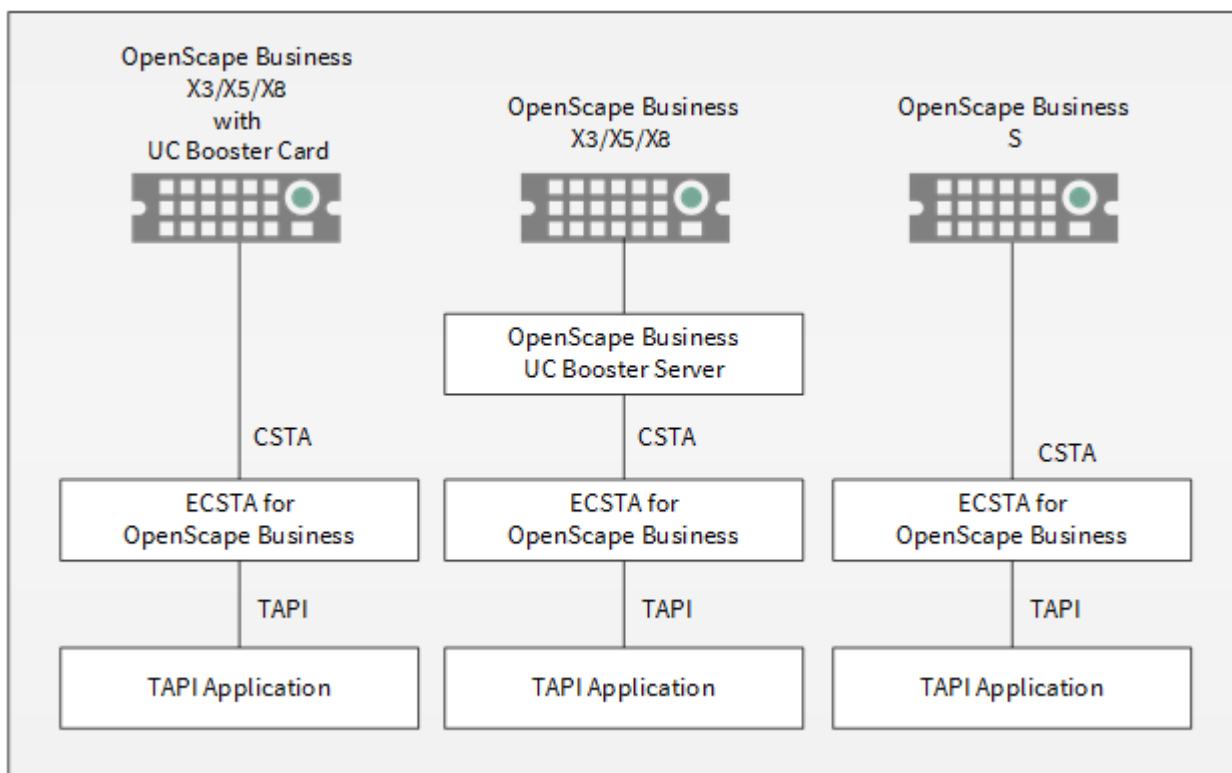 OpenScape Business
X3/X5/X8
with
UC Booster Card
OpenScape Business
X3/X5/X8
OpenScape Business
S
OpenScape Business
UC Booster Server
CSTA
CSTA
CSTA
ECSTA for
OpenScape Business
ECSTA for
OpenScape Business
ECSTA for
OpenScape Business
TAPI
TAPI
TAPI
TAPI Application
TAPI Application
TAPI Application